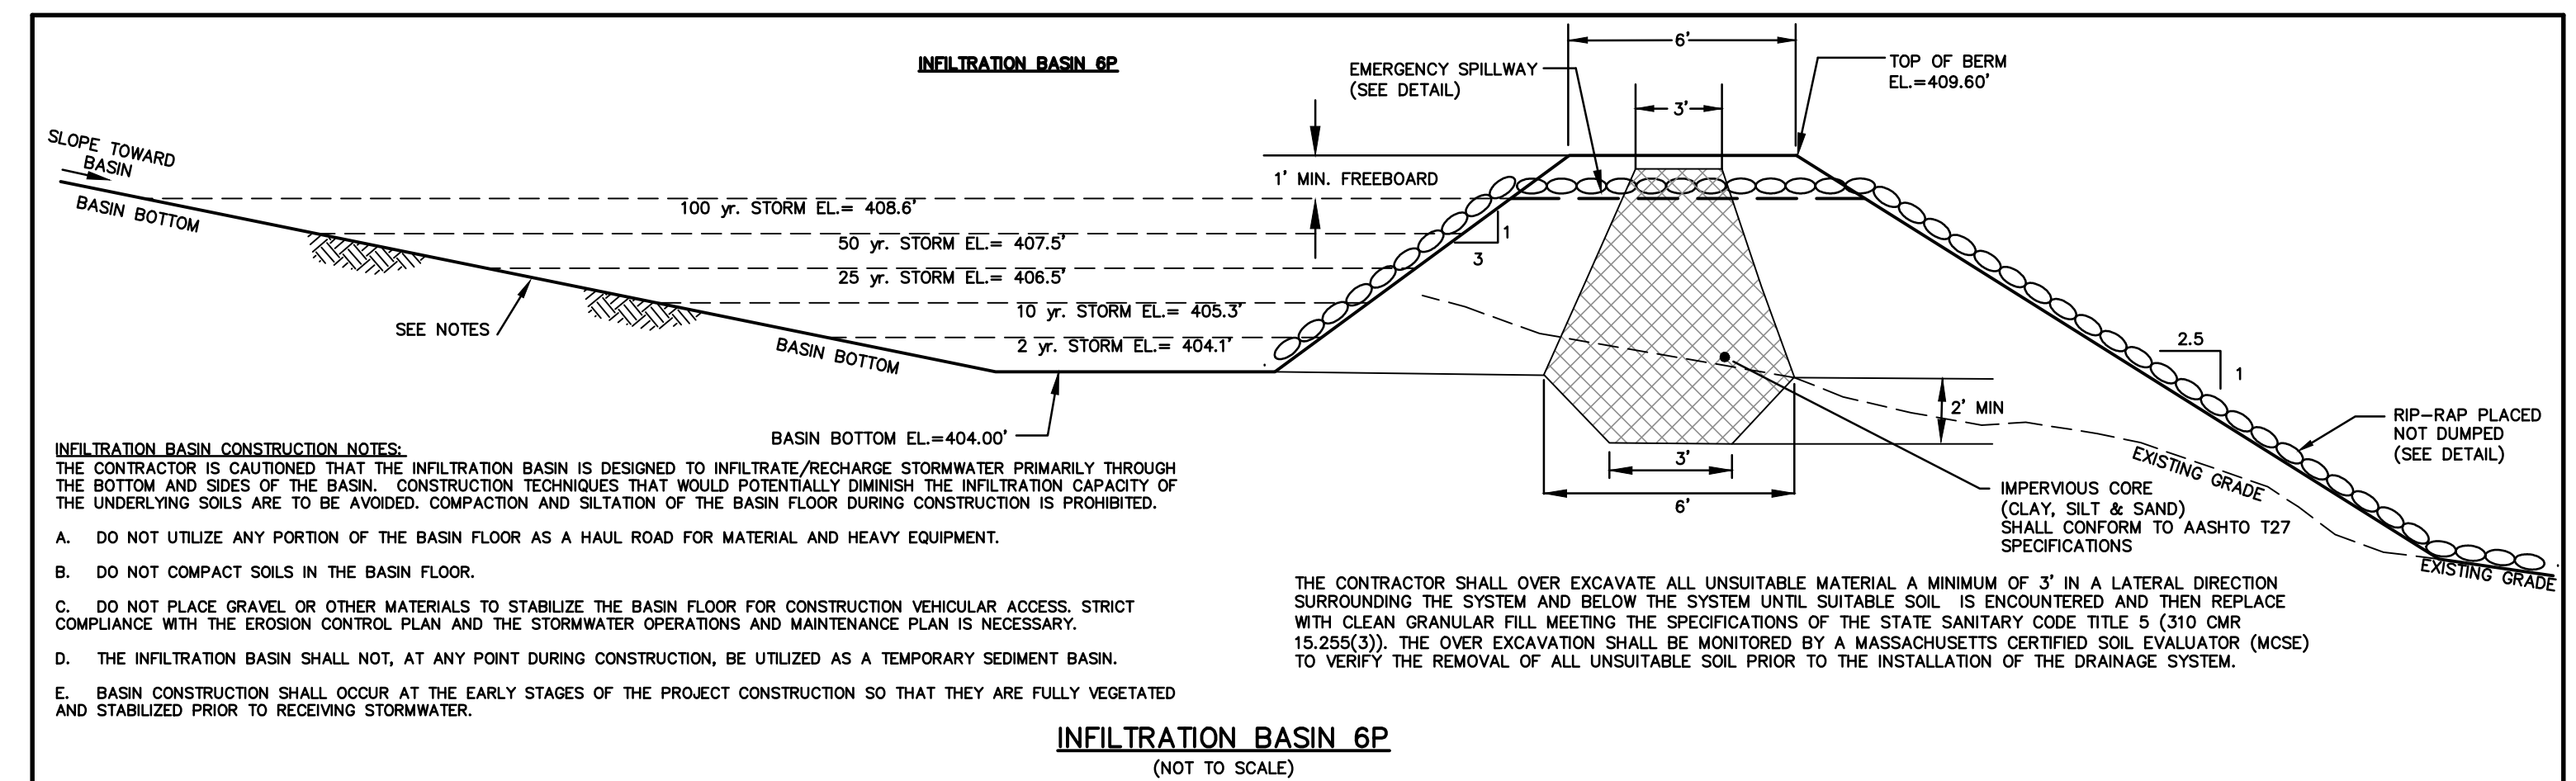 INFILTRATION BASIN 6P
6'
EMERGENCY SPILLWAY
(SEE DETAIL)
TOP OF BERM
EL.=409.60'
3'
SLOPE TOWARD
BASIN
BASIN BOTTOM
1' MIN. FREEBOARD
100 yr. STORM EL.= 408.6'
50 yr. STORM EL.= 407.5'
25 yr. STORM EL.= 406.5'
10 yr. STORM EL.= 405.3'
2 yr. STORM EL.= 404.1'
1
3
SEE NOTES
BASIN BOTTOM
BASIN BOTTOM EL.=404.00'
2.5
1
2' MIN
3'
6'
RIP-RAP PLACED
NOT DUMPED
(SEE DETAIL)
EXISTING GRADE
EXISTING GRADE
IMPERVIOUS CORE
(CLAY, SILT & SAND)
SHALL CONFORM TO AASHTO T27
SPECIFICATIONS
INFILTRATION BASIN CONSTRUCTION NOTES:
THE CONTRACTOR IS CAUTIONED THAT THE INFILTRATION BASIN IS DESIGNED TO INFILTRATE/RECHARGE STORMWATER PRIMARILY THROUGH
THE BOTTOM AND SIDES OF THE BASIN. CONSTRUCTION TECHNIQUES THAT WOULD POTENTIALLY DIMINISH THE INFILTRATION CAPACITY OF
THE UNDERLYING SOILS ARE TO BE AVOIDED. COMPACTION AND SILTATION OF THE BASIN FLOOR DURING CONSTRUCTION IS PROHIBITED.
A. DO NOT UTILIZE ANY PORTION OF THE BASIN FLOOR AS A HAUL ROAD FOR MATERIAL AND HEAVY EQUIPMENT.
B. DO NOT COMPACT SOILS IN THE BASIN FLOOR.
C. DO NOT PLACE GRAVEL OR OTHER MATERIALS TO STABILIZE THE BASIN FLOOR FOR CONSTRUCTION VEHICULAR ACCESS. STRICT
COMPLIANCE WITH THE EROSION CONTROL PLAN AND THE STORMWATER OPERATIONS AND MAINTENANCE PLAN IS NECESSARY.
D. THE INFILTRATION BASIN SHALL NOT, AT ANY POINT DURING CONSTRUCTION, BE UTILIZED AS A TEMPORARY SEDIMENT BASIN.
E. BASIN CONSTRUCTION SHALL OCCUR AT THE EARLY STAGES OF THE PROJECT CONSTRUCTION SO THAT THEY ARE FULLY VEGETATED
AND STABILIZED PRIOR TO RECEIVING STORMWATER.
THE CONTRACTOR SHALL OVER EXCAVATE ALL UNSUITABLE MATERIAL A MINIMUM OF 3' IN A LATERAL DIRECTION
SURROUNDING THE SYSTEM AND BELOW THE SYSTEM UNTIL SUITABLE SOIL IS ENCOUNTERED AND THEN REPLACE
WITH CLEAN GRANULAR FILL MEETING THE SPECIFICATIONS OF THE STATE SANITARY CODE TITLE 5 (310 CMR
15.255(3)). THE OVER EXCAVATION SHALL BE MONITORED BY A MASSACHUSETTS CERTIFIED SOIL EVALUATOR (MCSE)
TO VERIFY THE REMOVAL OF ALL UNSUITABLE SOIL PRIOR TO THE INSTALLATION OF THE DRAINAGE SYSTEM.
INFILTRATION BASIN 6P
(NOT TO SCALE)